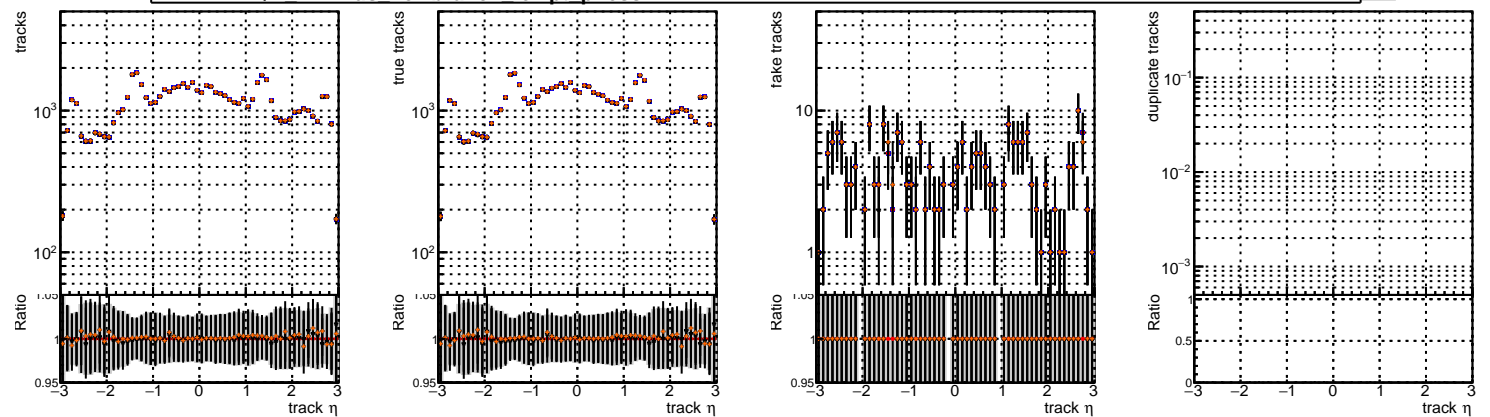 tracks
10³
10²
Ratio
1.05
1
0.95
−3 −2 −1 0 1 2 3
track η
true tracks
10³
10²
Ratio
1.05
1
0.95
−3 −2 −1 0 1 2 3
track η
fake tracks
10
1
Ratio
1.05
1
0.95
−3 −2 −1 0 1 2 3
track η
duplicate tracks
10⁻¹
10⁻²
10⁻³
Ratio
1
0.5
0
−3 −2 −1 0 1 2 3
track η